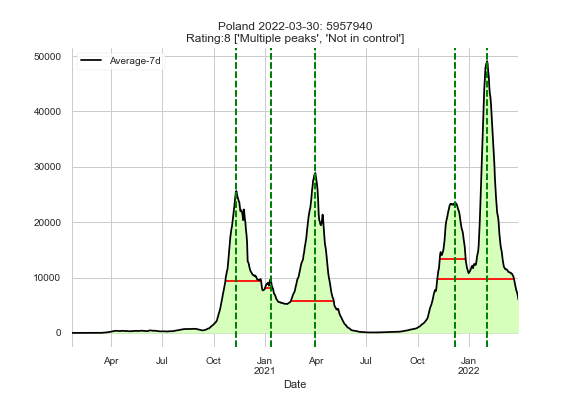 Poland 2022-03-30: 5957940
Rating:8 ['Multiple peaks', 'Not in control']
Average-7d
50000
40000
30000
20000
10000
0
Apr Jul Oct Jan Apr Jul Oct Jan
2021 2022
Date